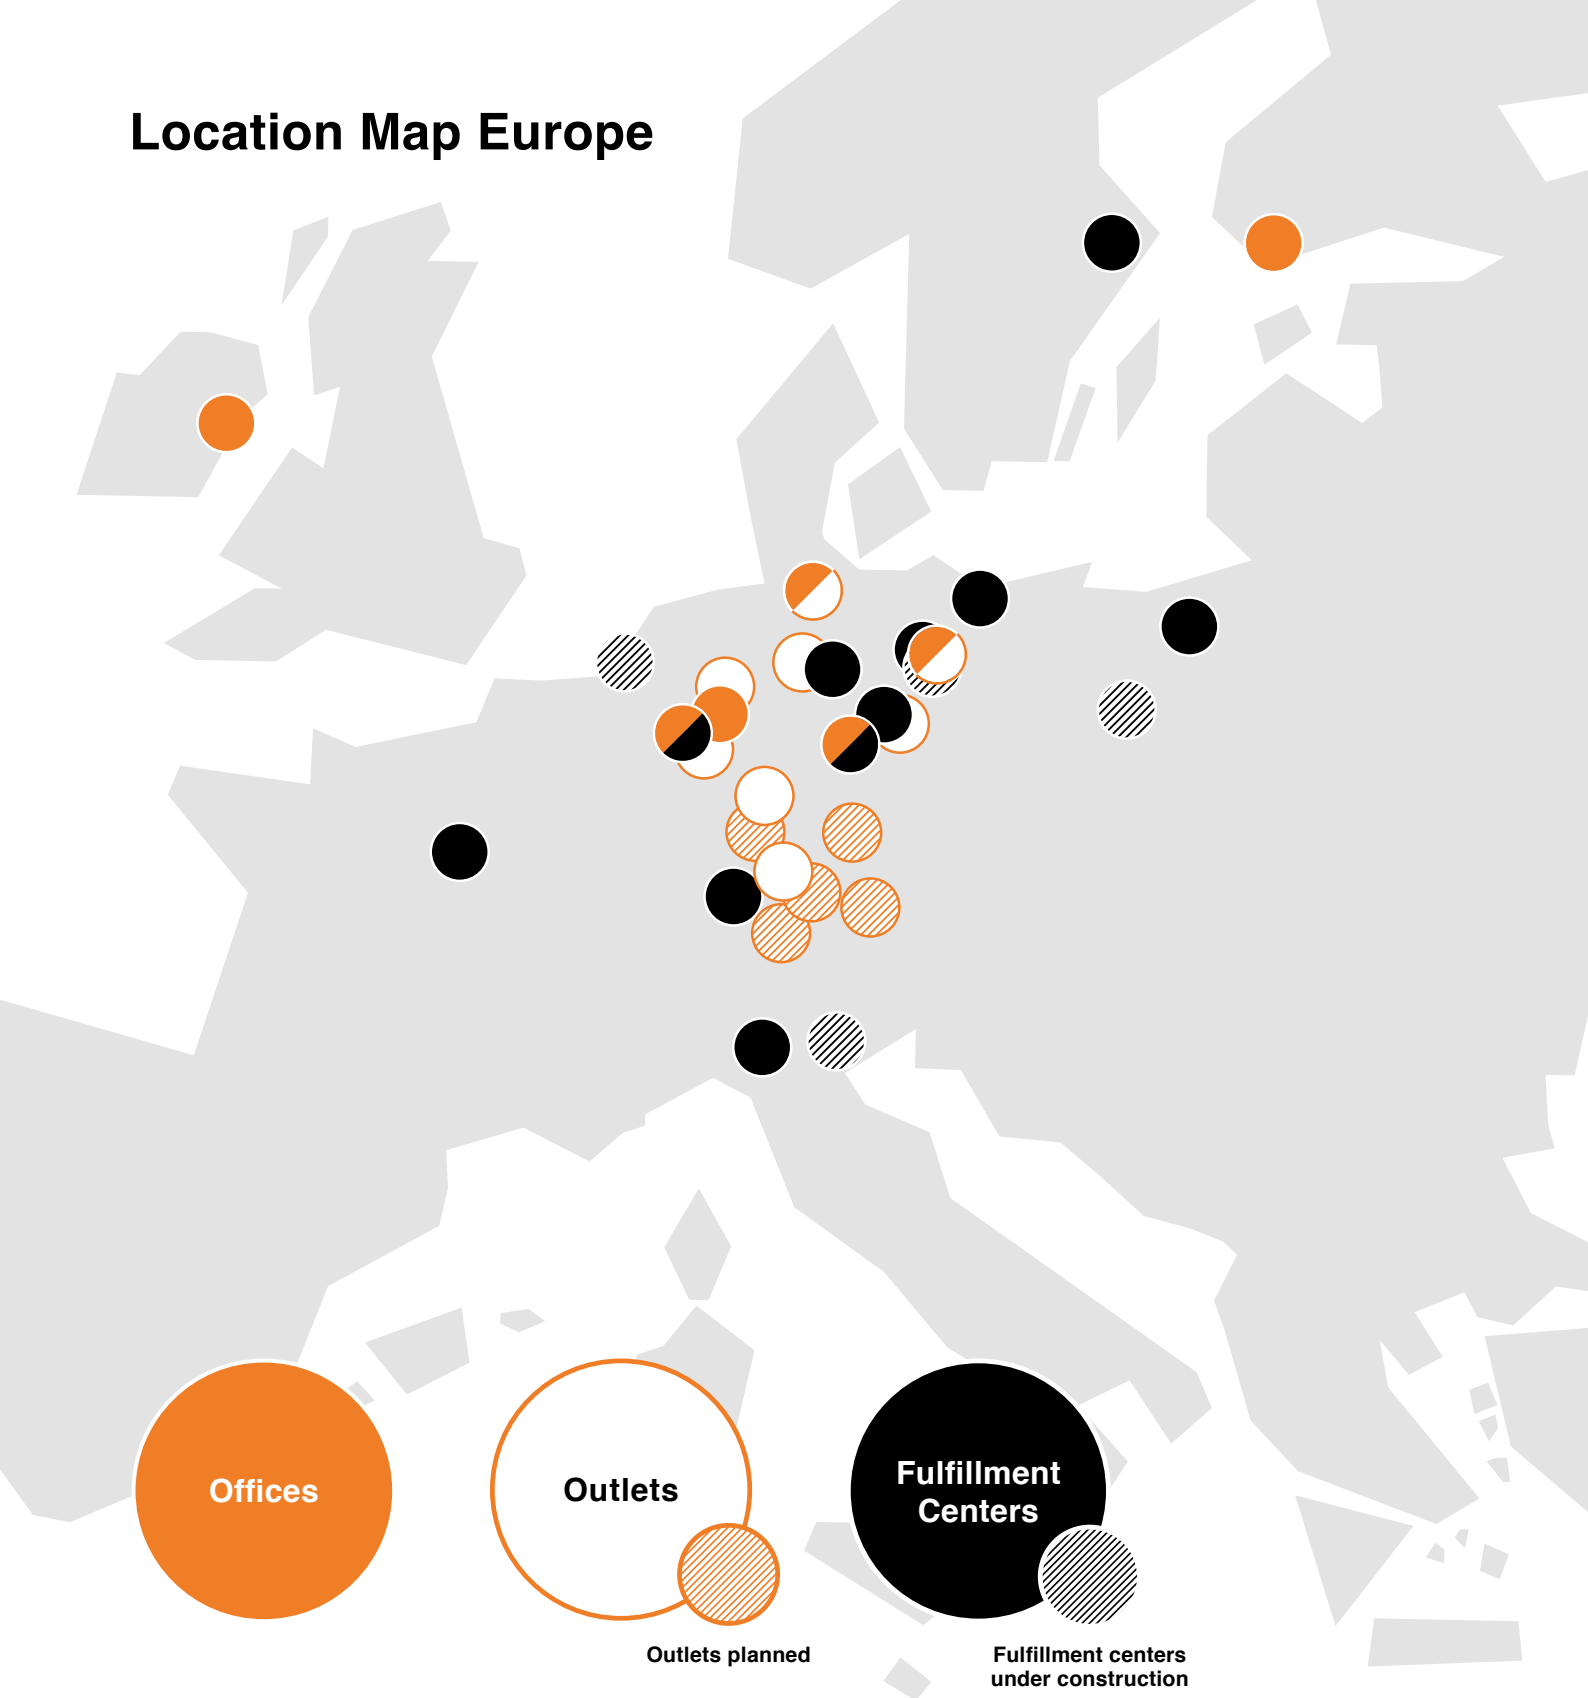 Location Map Europe
Offices
Outlets
Fulfillment
Centers
Outlets planned
Fulfillment centers
under construction